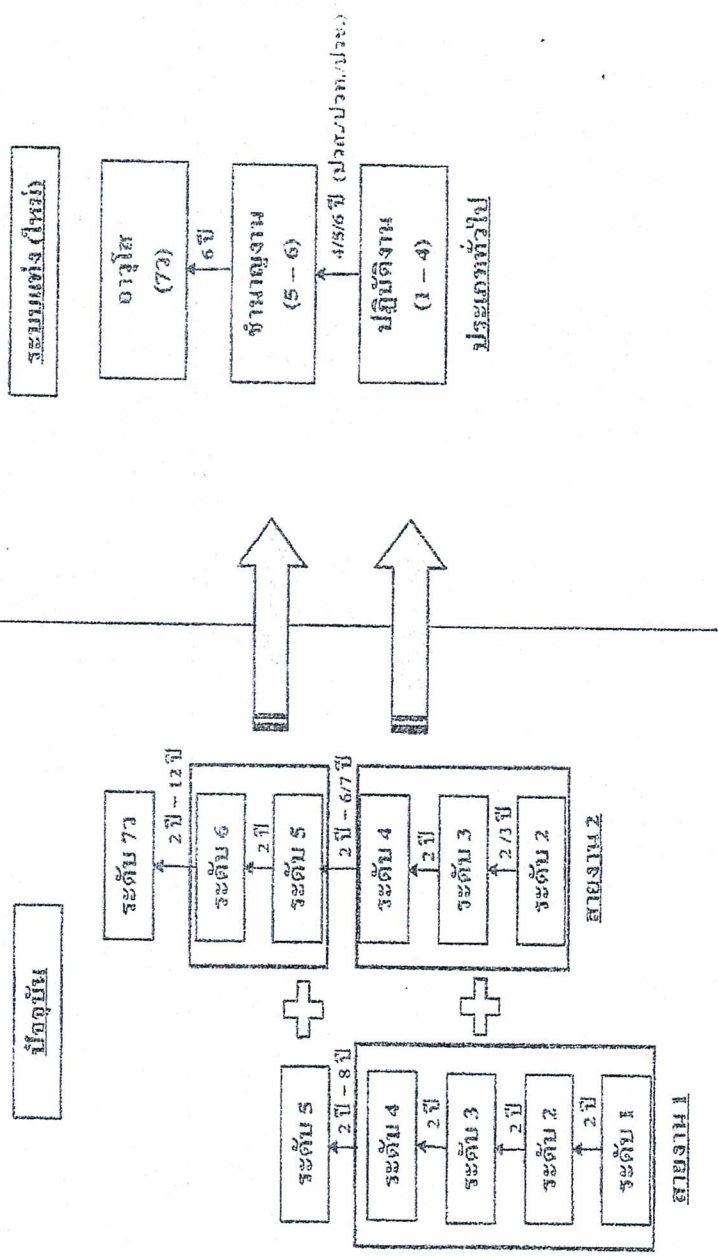 ปัจจุบัน
ระดับ 5
2 ปี – 8 ปี
ระดับ 4
2 ปี
ระดับ 3
2 ปี
ระดับ 2
2 ปี
ระดับ 1
สายงาน 1
ระดับ 7ว
2 ปี – 12 ปี
ระดับ 6
2 ปี
ระดับ 5
2 ปี – 6/7 ปี
ระดับ 4
2 ปี
ระดับ 3
2 /3 ปี
ระดับ 2
สายงาน 2
ระบบแท่ง (ใหม่)
อาวุโส
(7ว)
6 ปี
ชำนาญงาน
(5 – 6)
4/5/6 ปี (ปวส./ปวท./ปวช.)
ปฏิบัติงาน
(1 – 4)
ประเภททั่วไป